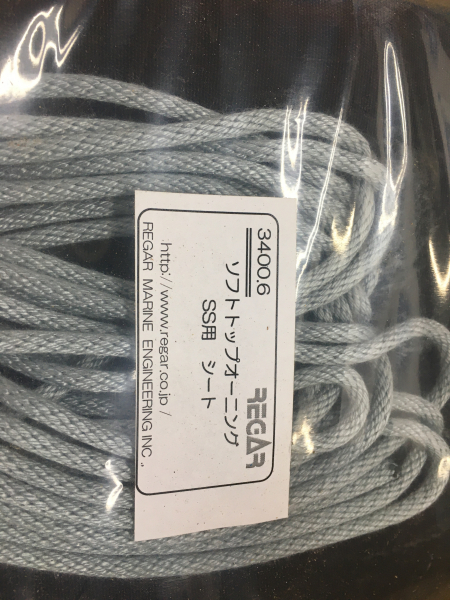 3400.6 REGAR
ソフトトップオーニング
SS用 シート
http://www.regar.co.jp/
REGAR MARINE ENGINEERING INC.,